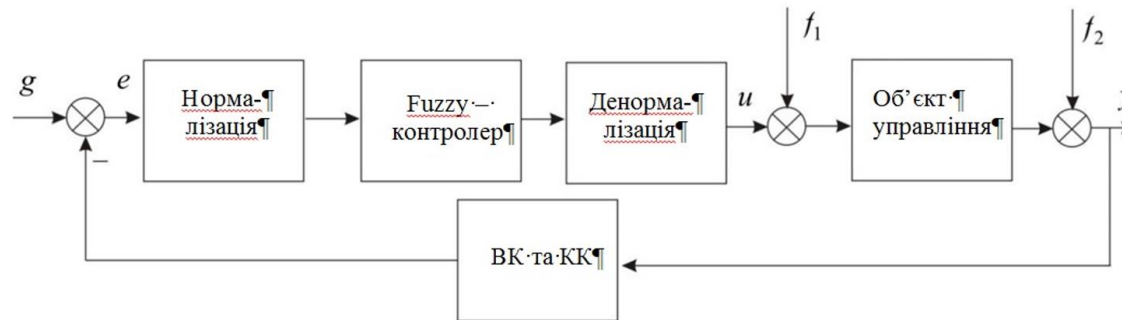 f₁
f₂
g
e
Норма-¶
лізація¶
Fuzzy·–·
контролер¶
Денорма-
лізація¶
u
Об’єкт·¶
управління¶
–
ВК·та·КК¶